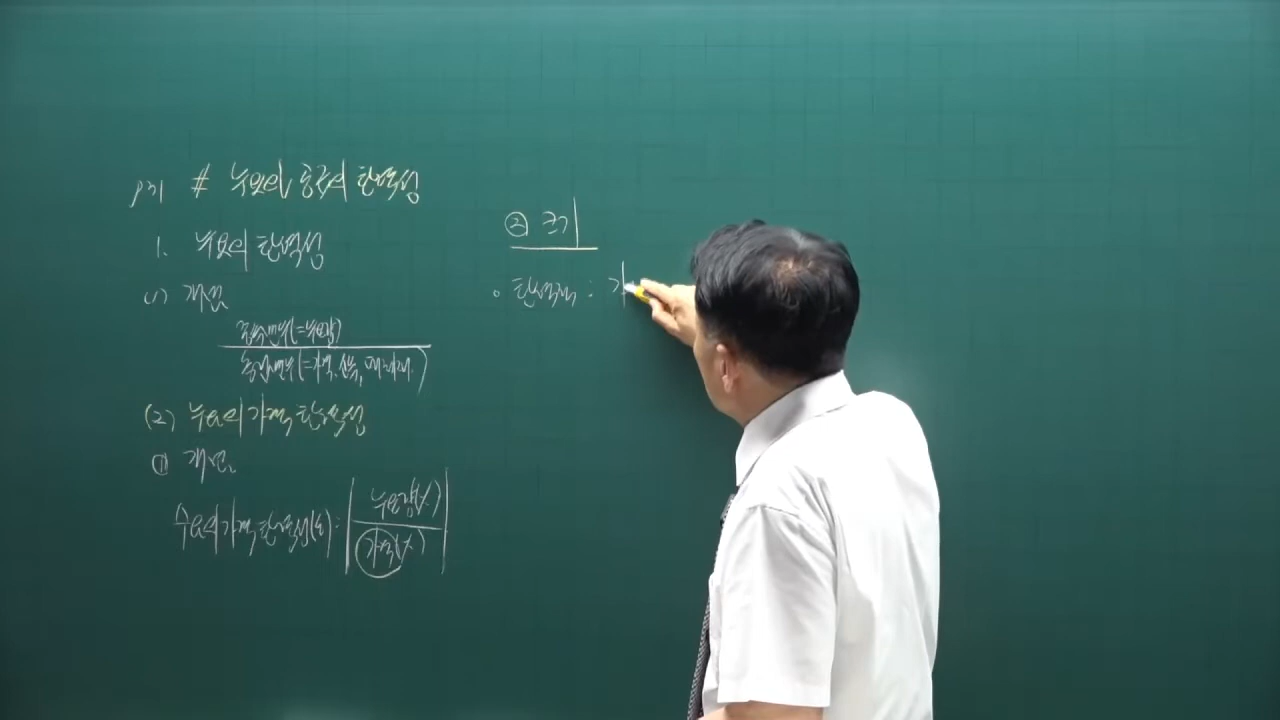 p31 # 수요의, 공급의 탄력성
1. 수요의 탄력성
(1) 개념
종속변수(=수요량)
독립변수(=가격, 소득,
(2) 수요의 가격 탄력성
① 개념.
수요의 가격 탄력성(ε): | 수요량(%)
가격(%) |
② 크기
◦ 탄력적 : 가